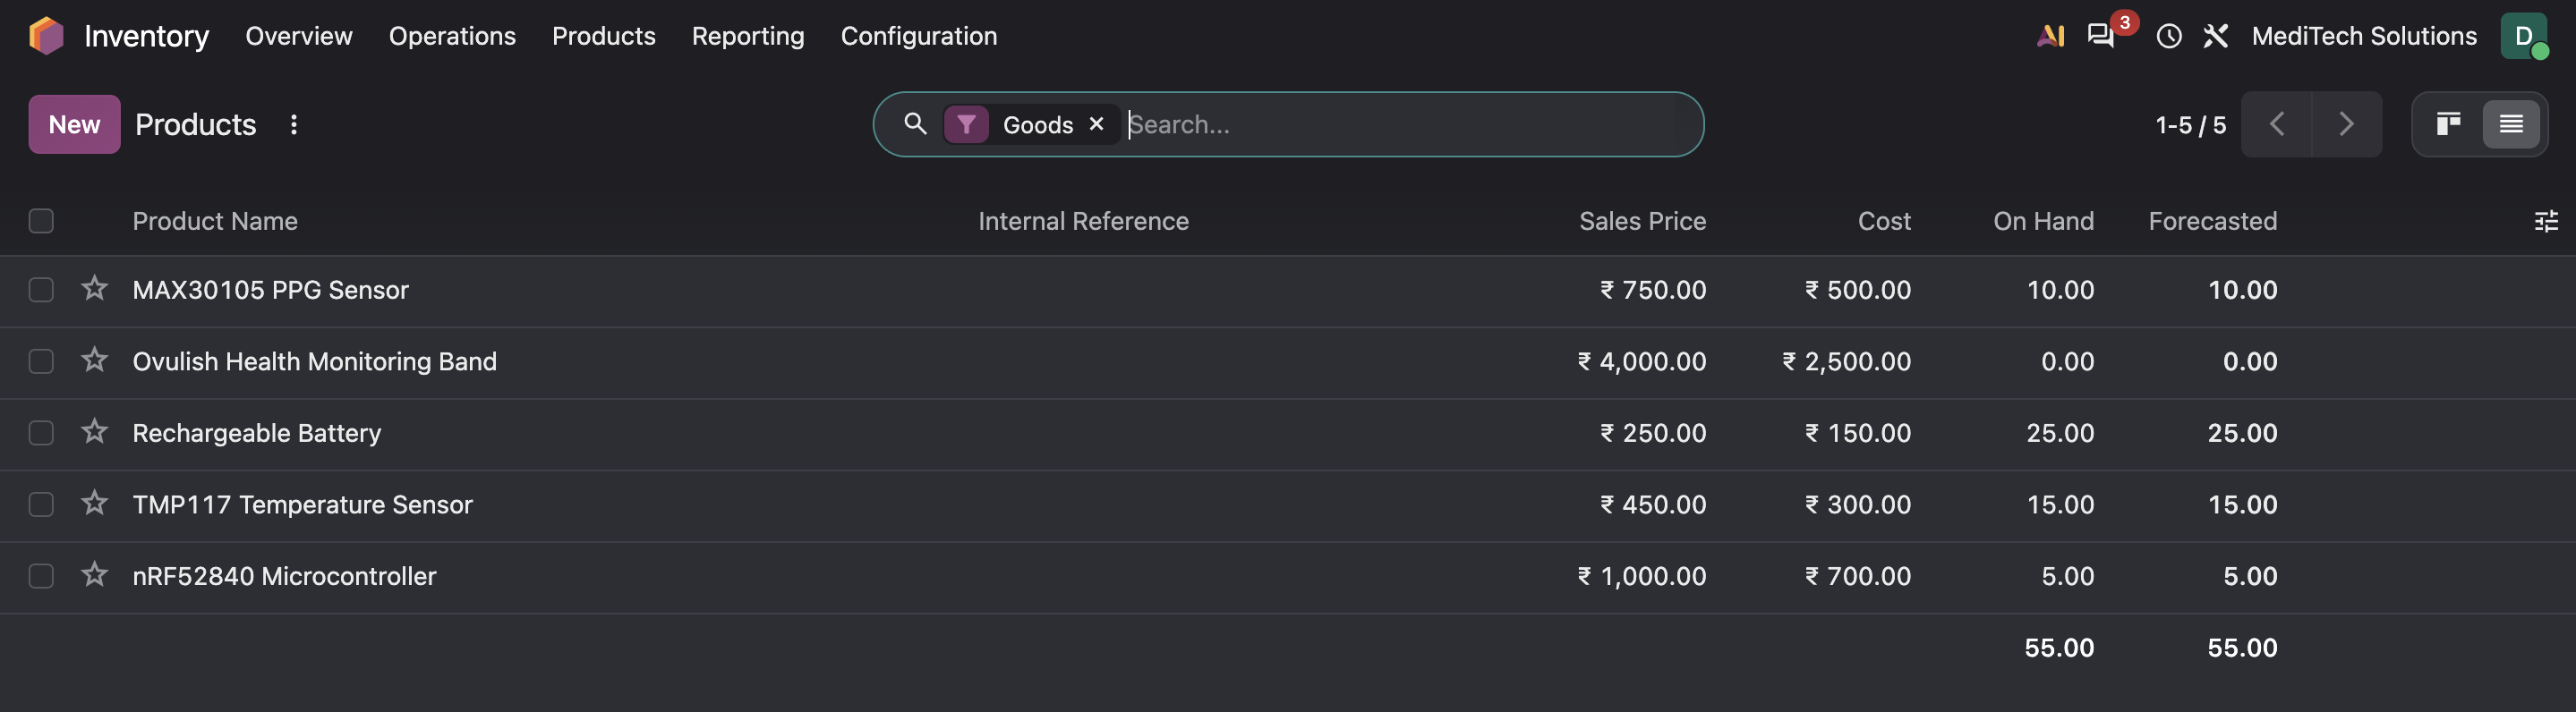 Inventory Overview Operations Products Reporting Configuration AI 3 MediTech Solutions D
New Products Goods Search... 1-5 / 5
Product Name Internal Reference Sales Price Cost On Hand Forecasted
MAX30105 PPG Sensor ₹ 750.00 ₹ 500.00 10.00 10.00
Ovulish Health Monitoring Band ₹ 4,000.00 ₹ 2,500.00 0.00 0.00
Rechargeable Battery ₹ 250.00 ₹ 150.00 25.00 25.00
TMP117 Temperature Sensor ₹ 450.00 ₹ 300.00 15.00 15.00
nRF52840 Microcontroller ₹ 1,000.00 ₹ 700.00 5.00 5.00
55.00 55.00